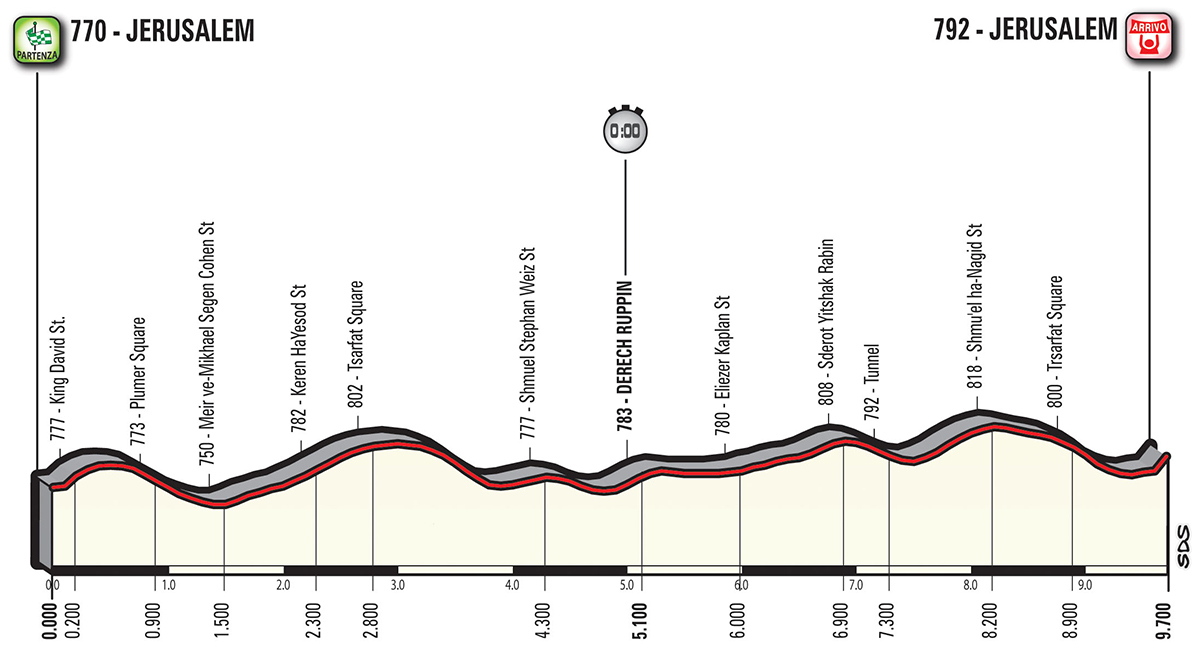 PARTENZA
770 - JERUSALEM
792 - JERUSALEM
ARRIVO
0:00
777 - King David St.
773 - Plumer Square
750 - Meir ve-Mikhael Segen Cohen St
782 - Keren HaYesod St
802 - Tsarfat Square
777 - Shmuel Stephan Weiz St
783 - DERECH RUPPIN
780 - Eliezer Kaplan St
808 - Sderot Yitshak Rabin
792 - Tunnel
818 - Shmu'el ha-Nagid St
800 - Trsarfat Square
SDS
0.0 1.0 2.0 3.0 4.0 5.0 6.0 7.0 8.0 9.0
0.000
0.200
0.900
1.500
2.300
2.800
4.300
5.100
6.000
6.900
7.300
8.200
8.900
9.700